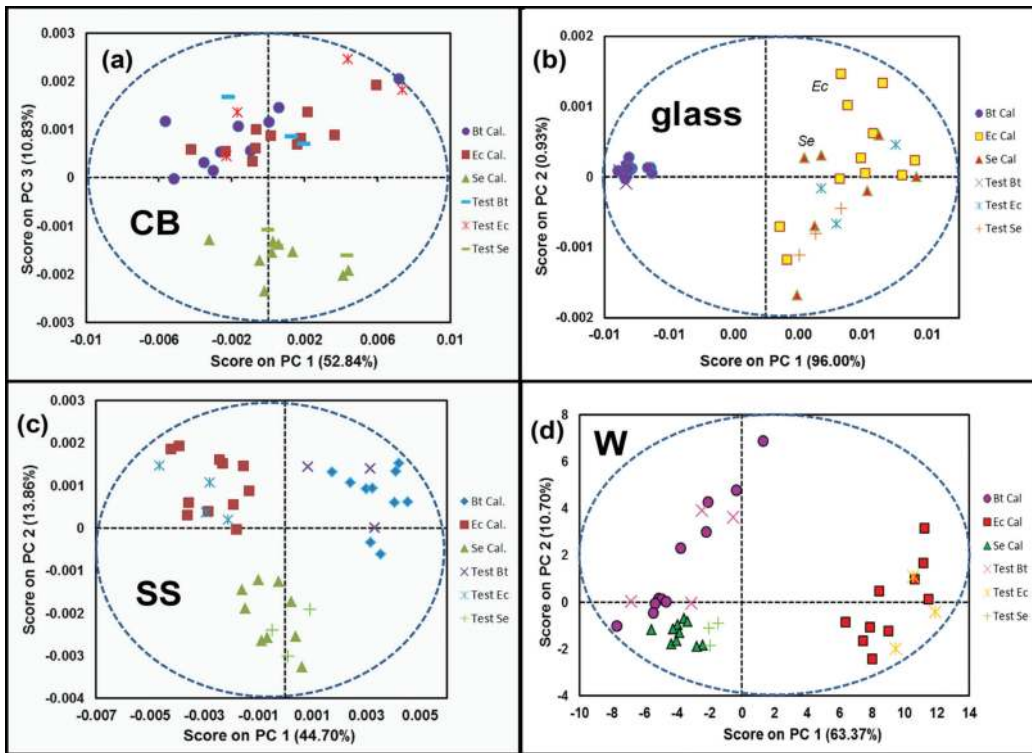 (a)
CB
0.003
0.002
0.001
0
-0.001
-0.002
-0.003
Score on PC 3 (10.83%)
-0.01 -0.006 -0.002 0.002 0.006 0.01
Score on PC 1 (52.84%)
Bt Cal.
Ec Cal.
Se Cal.
Test Bt
Test Ec
Test Se
(b)
glass
Ec
Se
0.002
0.001
0.000
-0.001
-0.002
Score on PC 2 (0.93%)
-0.01 0.00 0.00 0.00 0.01 0.01
Score on PC 1 (96.00%)
Bt Cal.
Ec Cal.
Se Cal.
Test Bt
Test Ec
Test Se
(c)
SS
0.003
0.002
0.001
0
-0.001
-0.002
-0.003
-0.004
Score on PC 2 (13.86%)
-0.007 -0.005 -0.003 -0.001 0.001 0.003 0.005
Score on PC 1 (44.70%)
Bt Cal.
Ec Cal.
Se Cal.
Test Bt
Test Ec
Test Se
(d)
W
8
6
4
2
0
-2
-4
Score on PC 2 (10.70%)
-10 -8 -6 -4 -2 0 2 4 6 8 10 12 14
Score on PC 1 (63.37%)
Bt Cal
Ec Cal
Se Cal
Test Bt
Test Ec
Test Se